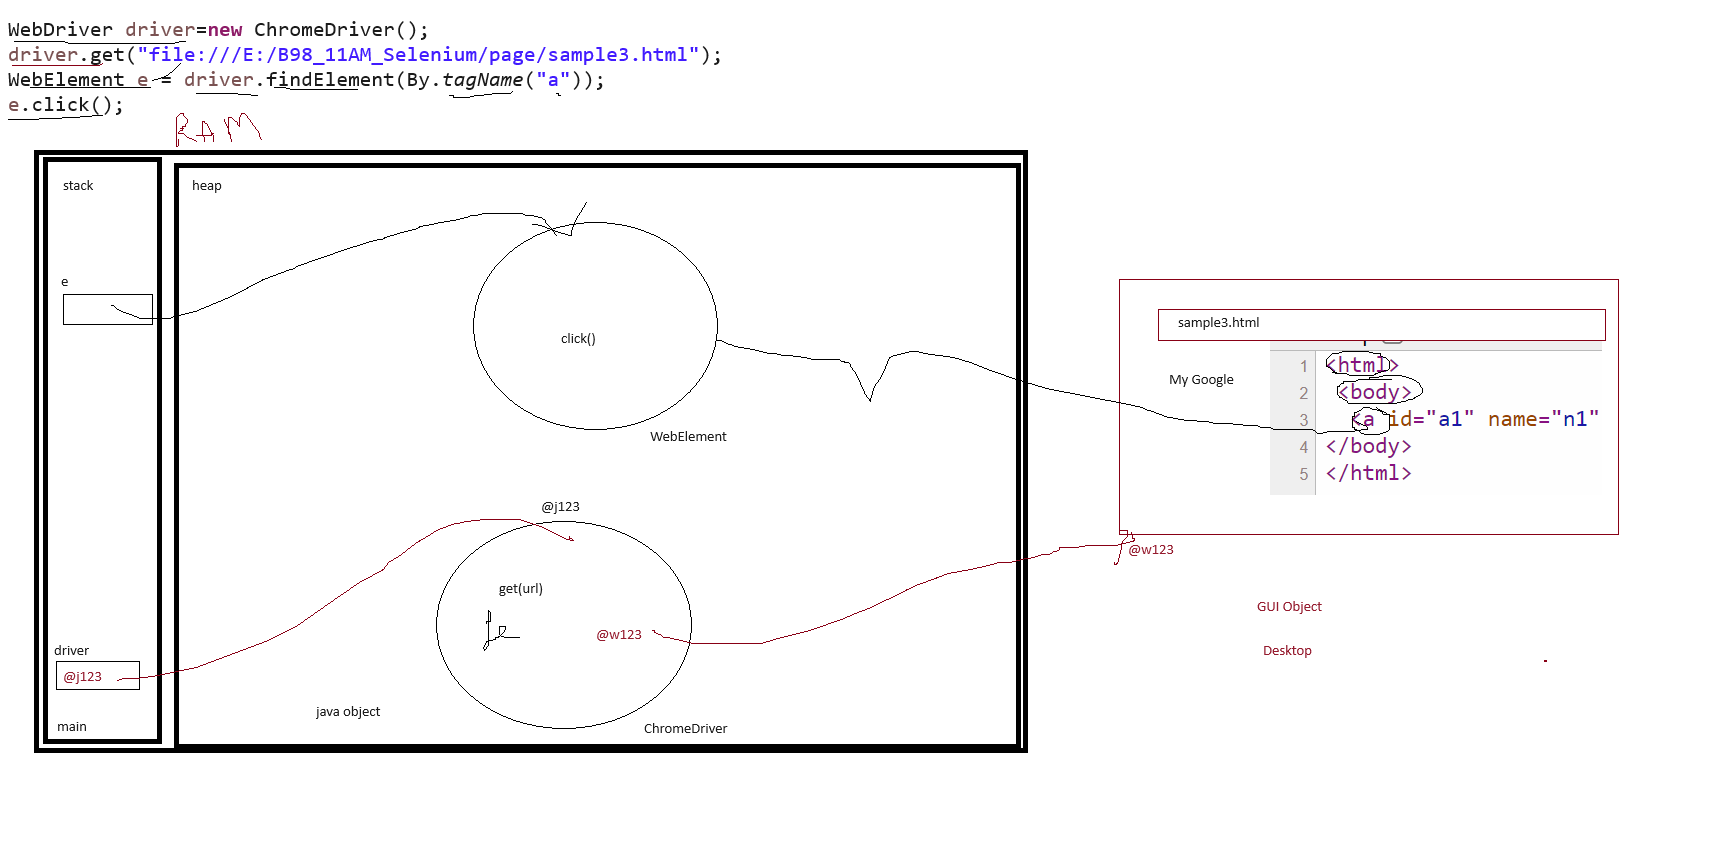 WebDriver driver=new ChromeDriver();
driver.get("file:///E:/B98_11AM_Selenium/page/sample3.html");
WebElement e = driver.findElement(By.tagName("a"));
e.click();
RAM
stack
heap
e
click()
WebElement
sample3.html
My Google
1 <html>
2 <body>
3 <a id="a1" name="n1"
4 </body>
5 </html>
@j123
get(url)
fe
@w123
@w123
GUI Object
Desktop
driver
@j123
java object
main
ChromeDriver